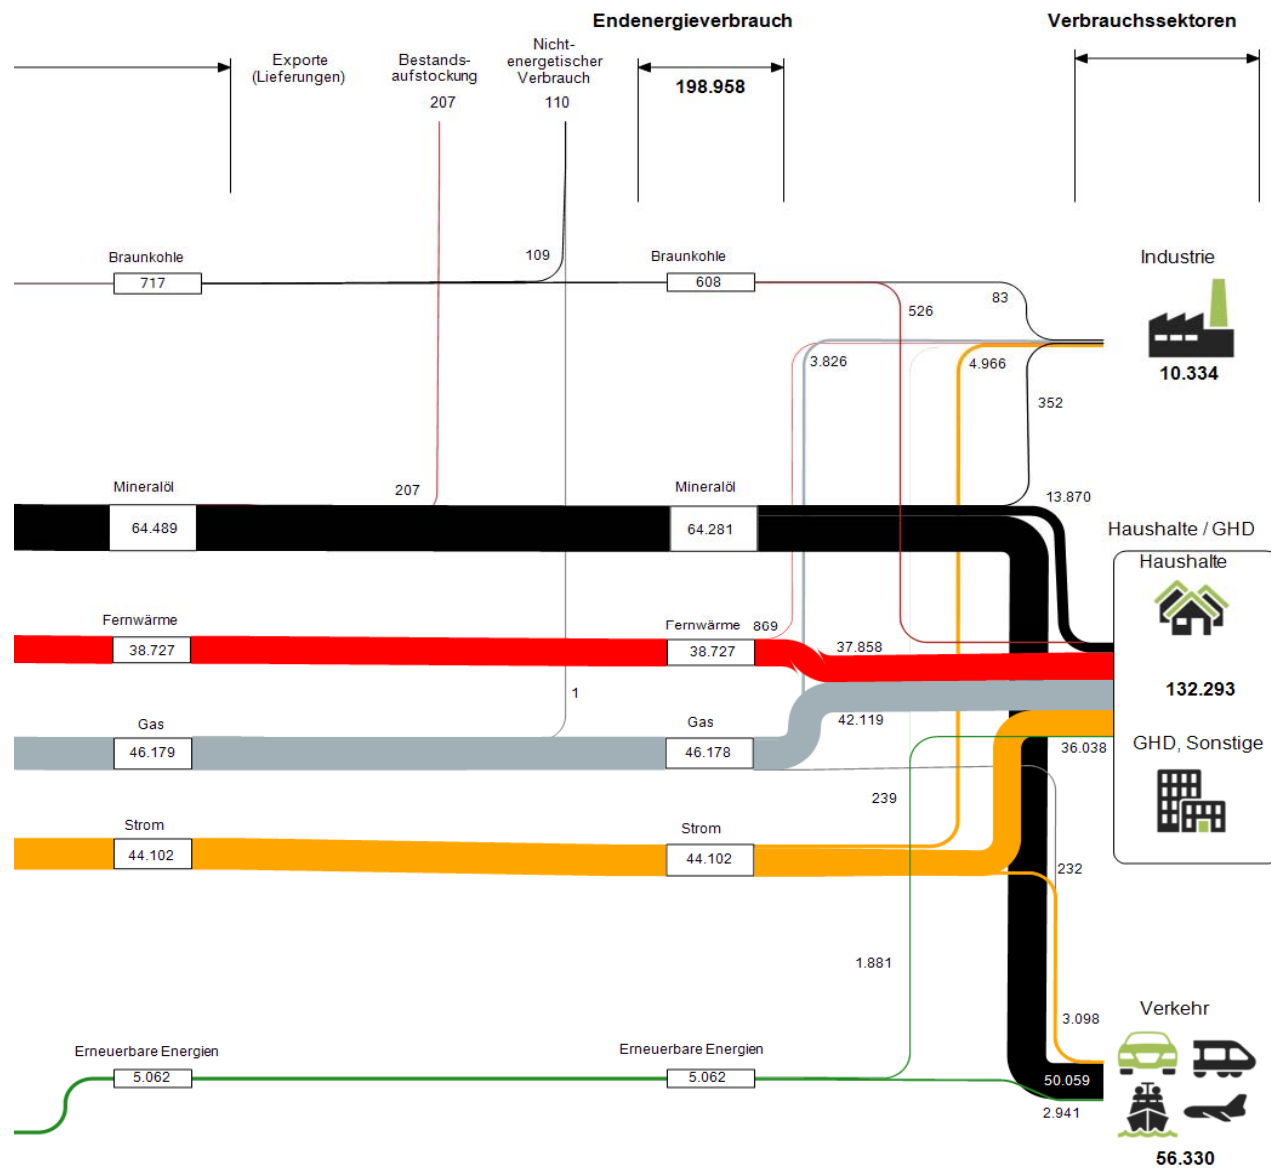 Endenergieverbrauch
Verbrauchssektoren
Exporte
(Lieferungen)
Bestands-
aufstockung
207
Nicht-
energetischer
Verbrauch
110
198.958
Braunkohle
717
109
Braunkohle
608
526
83
Industrie
10.334
3.826
4.966
352
Mineralöl
64.489
207
Mineralöl
64.281
13.870
Haushalte / GHD
Haushalte
132.293
GHD, Sonstige
Fernwärme
38.727
Fernwärme
38.727
869
37.858
1
Gas
46.179
Gas
46.178
42.119
36.038
239
Strom
44.102
Strom
44.102
232
1.881
3.098
Erneuerbare Energien
5.062
Erneuerbare Energien
5.062
Verkehr
50.059
2.941
56.330